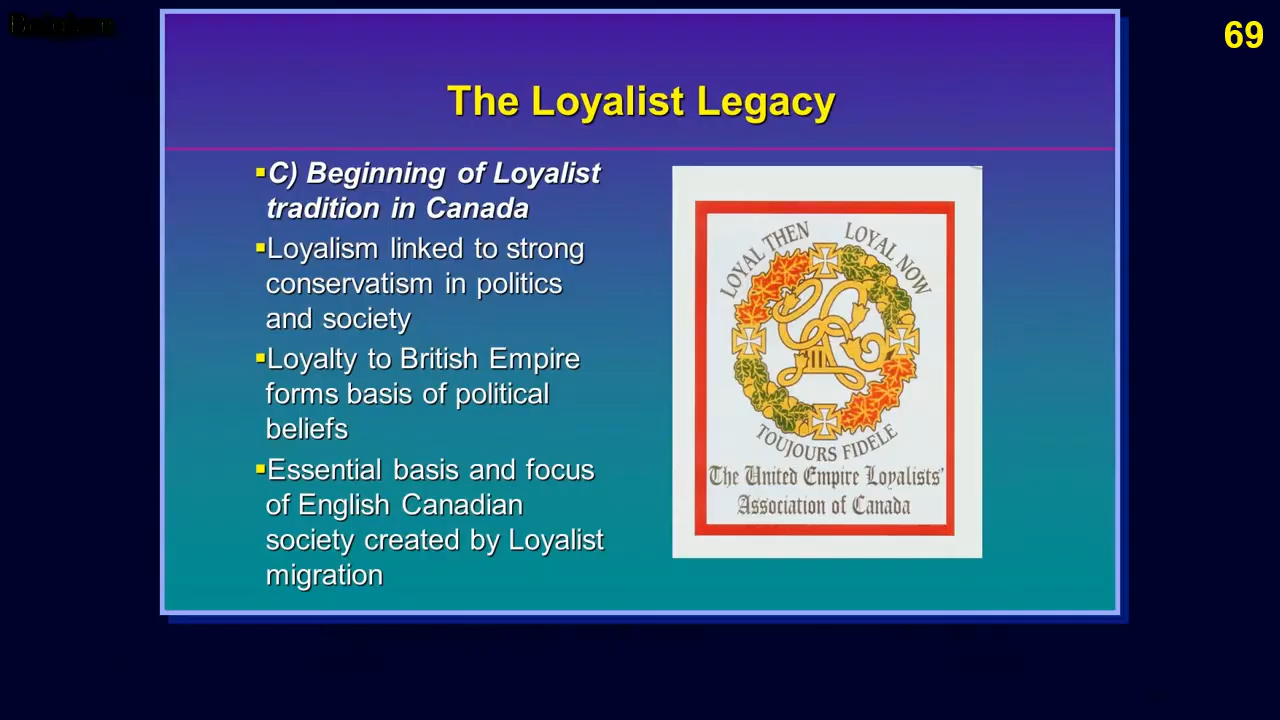 69
The Loyalist Legacy
▪C) Beginning of Loyalist
tradition in Canada
▪Loyalism linked to strong
conservatism in politics
and society
▪Loyalty to British Empire
forms basis of political
beliefs
▪Essential basis and focus
of English Canadian
society created by Loyalist
migration
LOYAL THEN LOYAL NOW
TOUJOURS FIDELE
The United Empire Loyalists'
Association of Canada